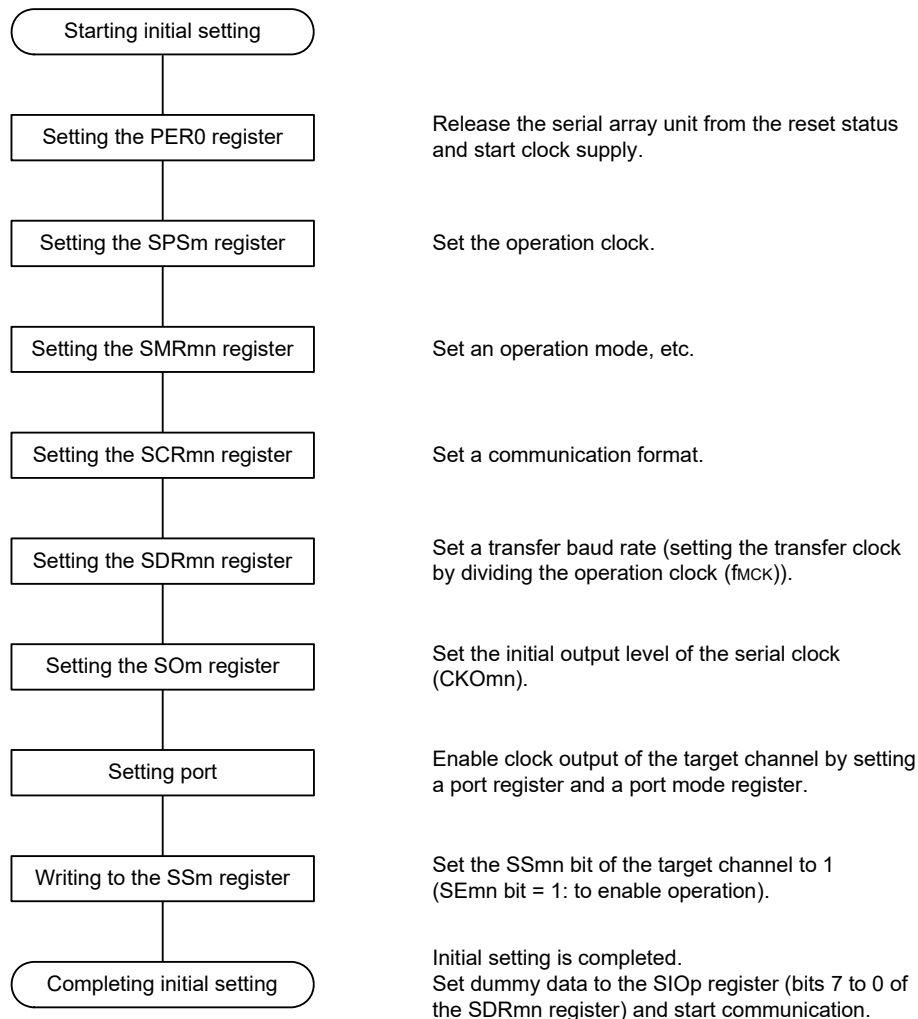 Starting initial setting
Setting the PER0 register
Release the serial array unit from the reset status
and start clock supply.
Setting the SPSm register
Set the operation clock.
Setting the SMRmn register
Set an operation mode, etc.
Setting the SCRmn register
Set a communication format.
Setting the SDRmn register
Set a transfer baud rate (setting the transfer clock
by dividing the operation clock (fMCK)).
Setting the SOm register
Set the initial output level of the serial clock
(CKOmn).
Setting port
Enable clock output of the target channel by setting
a port register and a port mode register.
Writing to the SSm register
Set the SSmn bit of the target channel to 1
(SEmn bit = 1: to enable operation).
Completing initial setting
Initial setting is completed.
Set dummy data to the SIOp register (bits 7 to 0 of
the SDRmn register) and start communication.